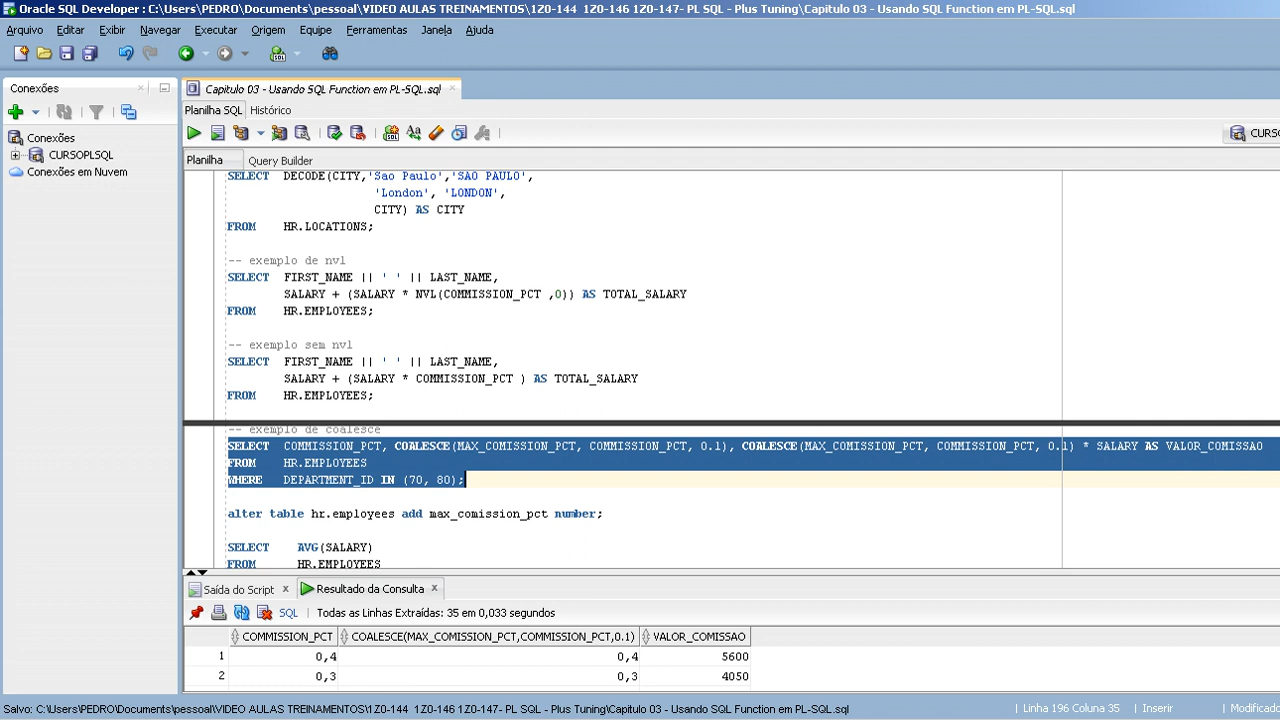 Oracle SQL Developer : C:\Users\PEDRO\Documents\pessoal\VIDEO AULAS TREINAMENTOS\1Z0-144  1Z0-146 1Z0-147- PL SQL - Plus Tuning\Capitulo 03 - Usando SQL Function em PL-SQL.sql
Arquivo Editar Exibir Navegar Executar Origem Equipe Ferramentas Janela Ajuda
Conexões
Capitulo 03 - Usando SQL Function em PL-SQL.sql
Planilha SQL Histórico
Conexões
CURSOPLSQL
Conexões em Nuvem
CURSO
Planilha Query Builder
SELECT DECODE(CITY,'Sao Paulo','SAO PAULO',
'London', 'LONDON',
CITY) AS CITY
FROM HR.LOCATIONS;
-- exemplo de nvl
SELECT FIRST_NAME || ' ' || LAST_NAME,
SALARY + (SALARY * NVL(COMMISSION_PCT ,0)) AS TOTAL_SALARY
FROM HR.EMPLOYEES;
-- exemplo sem nvl
SELECT FIRST_NAME || ' ' || LAST_NAME,
SALARY + (SALARY * COMMISSION_PCT ) AS TOTAL_SALARY
FROM HR.EMPLOYEES;
-- exemplo de coalesce
SELECT COMMISSION_PCT, COALESCE(MAX_COMISSION_PCT, COMMISSION_PCT, 0.1), COALESCE(MAX_COMISSION_PCT, COMMISSION_PCT, 0.1) * SALARY AS VALOR_COMISSAO
FROM HR.EMPLOYEES
WHERE DEPARTMENT_ID IN (70, 80);
alter table hr.employees add max_comission_pct number;
SELECT AVG(SALARY)
FROM HR.EMPLOYEES
Saída do Script Resultado da Consulta
SQL Todas as Linhas Extraídas: 35 em 0,033 segundos
COMMISSION_PCT COALESCE(MAX_COMISSION_PCT,COMMISSION_PCT,0.1) VALOR_COMISSAO
1 0,4 0,4 5600
2 0,3 0,3 4050
Salvo: C:\Users\PEDRO\Documents\pessoal\VIDEO AULAS TREINAMENTOS\1Z0-144  1Z0-146 1Z0-147- PL SQL - Plus Tuning\Capitulo 03 - Usando SQL Function em PL-SQL.sql
Linha 196 Coluna 35 Inserir Modificado